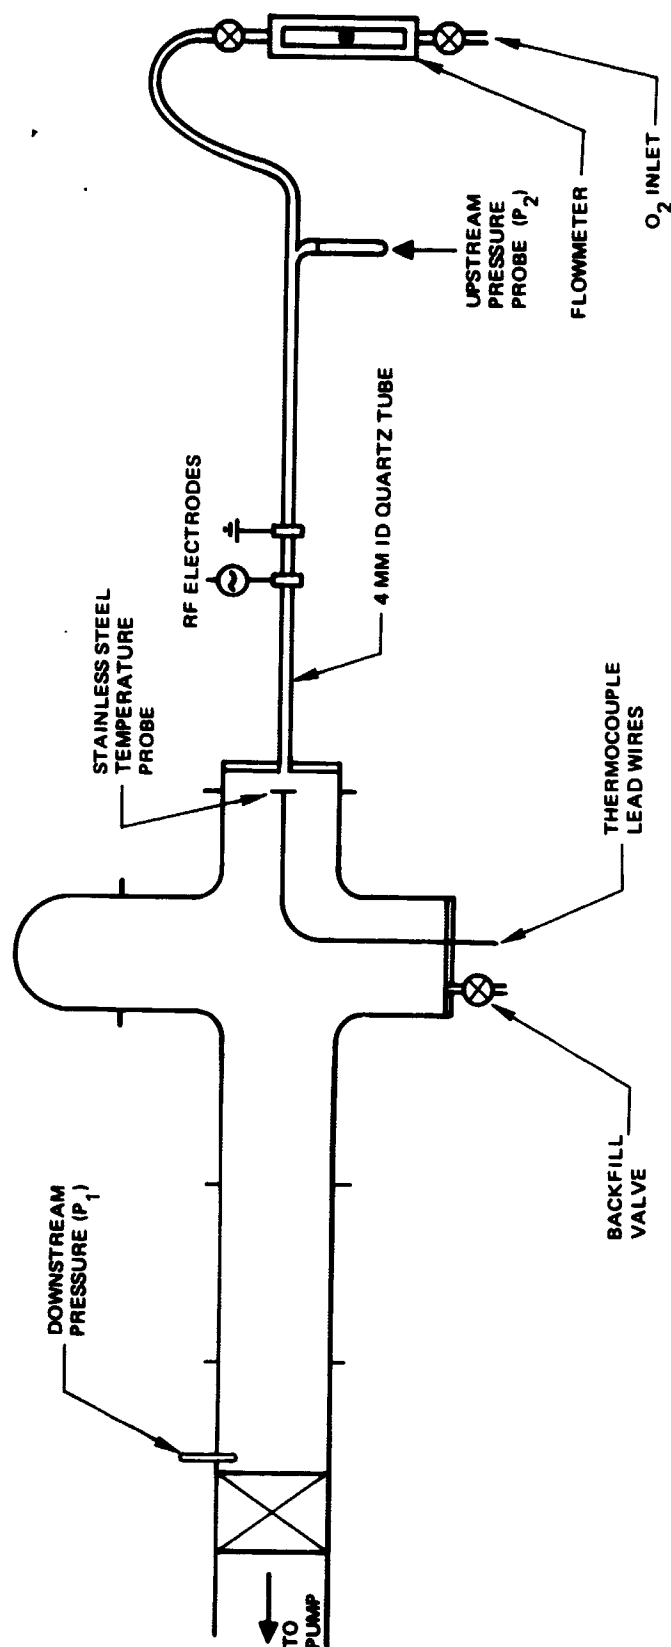 DOWNSTREAM
PRESSURE (P1)
STAINLESS STEEL
TEMPERATURE
PROBE
RF ELECTRODES
UPSTREAM
PRESSURE
PROBE (P2)
FLOWMETER
O2 INLET
4 MM ID QUARTZ TUBE
THERMOCOUPLE
LEAD WIRES
BACKFILL
VALVE
TO
PUMP